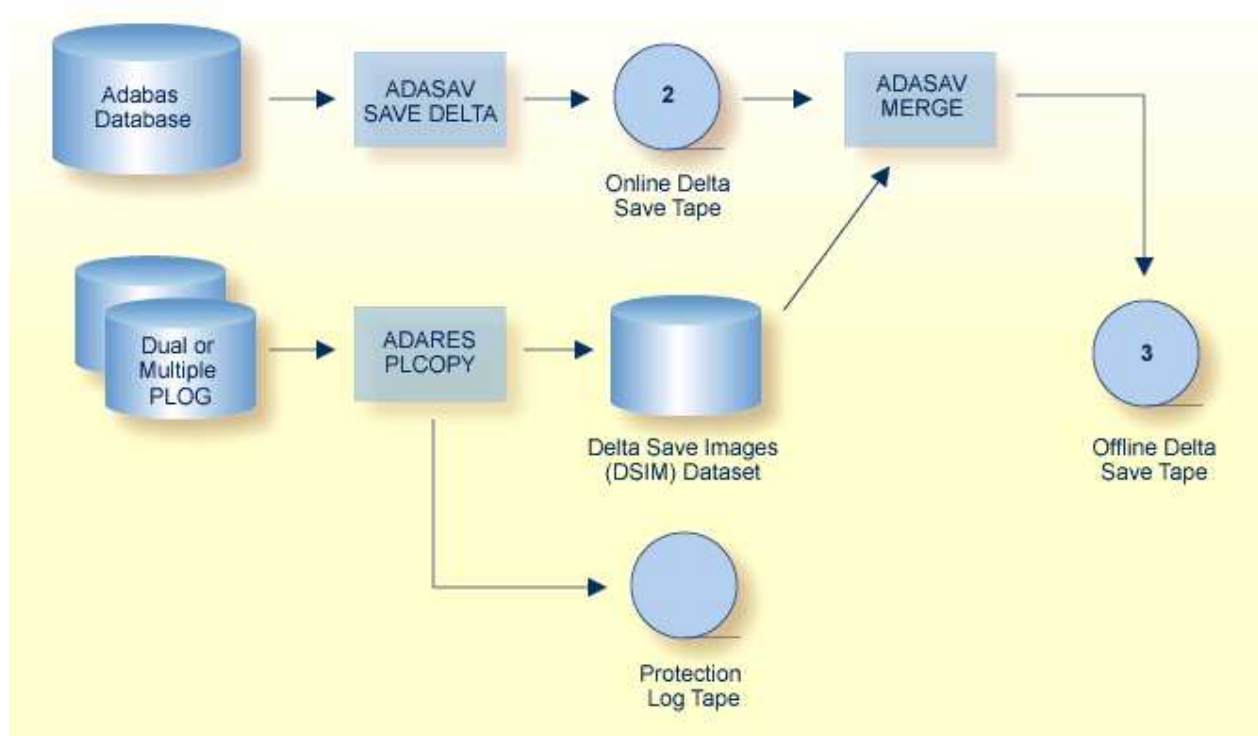 Adabas
Database
ADASAV
SAVE DELTA
2
ADASAV
MERGE
Online Delta
Save Tape
Dual or
Multiple
PLOG
ADARES
PLCOPY
3
Delta Save Images
(DSIM) Dataset
Offline Delta
Save Tape
Protection
Log Tape